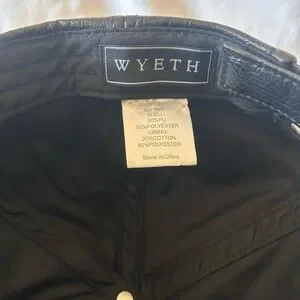 WYETH
SHELL:
50%PU
50%POLYESTER
LINING:
20%COTTON
80%POLYESTER
Made in China